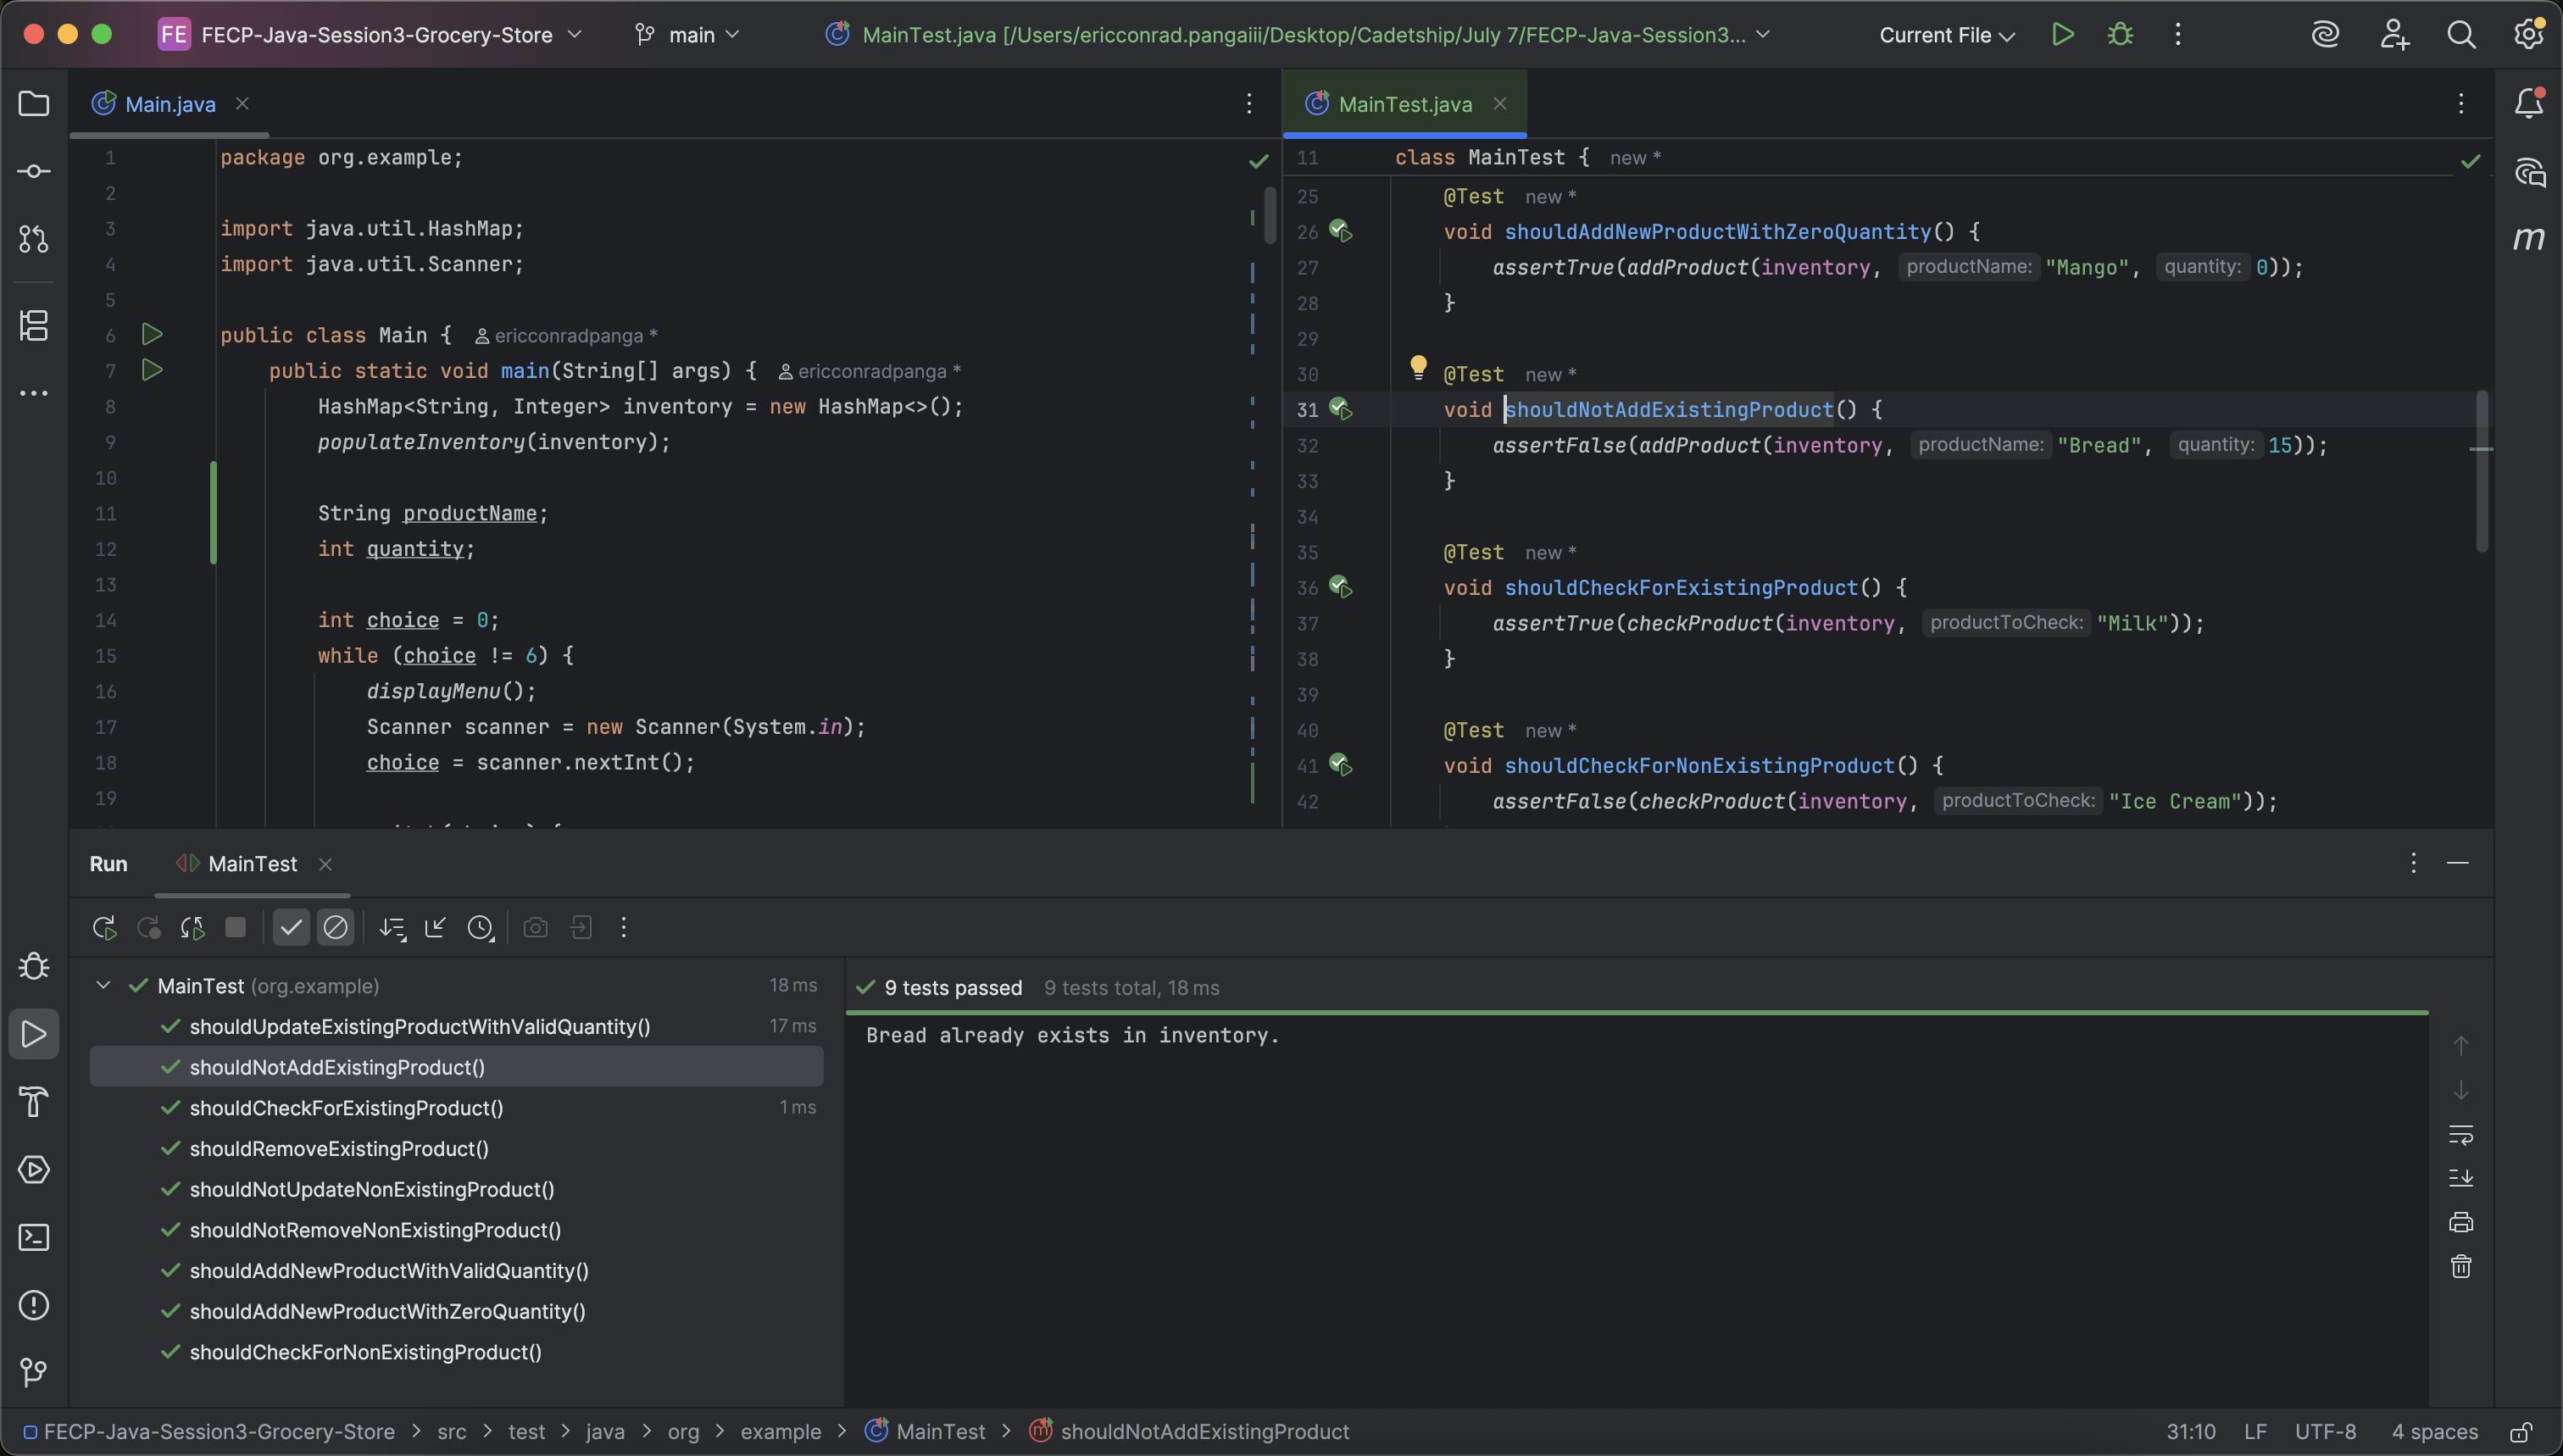 FE FECP-Java-Session3-Grocery-Store main MainTest.java [/Users/ericconrad.pangaiii/Desktop/Cadetship/July 7/FECP-Java-Session3... Current File
Main.java
1 package org.example;
2
3 import java.util.HashMap;
4 import java.util.Scanner;
5
6 public class Main { ericconradpanga *
7 public static void main(String[] args) { ericconradpanga *
8 HashMap<String, Integer> inventory = new HashMap<>();
9 populateInventory(inventory);
10
11 String productName;
12 int quantity;
13
14 int choice = 0;
15 while (choice != 6) {
16 displayMenu();
17 Scanner scanner = new Scanner(System.in);
18 choice = scanner.nextInt();
19
MainTest.java
11 class MainTest { new *
25 @Test new *
26 void shouldAddNewProductWithZeroQuantity() {
27 assertTrue(addProduct(inventory, productName: "Mango", quantity: 0));
28 }
29
30 @Test new *
31 void shouldNotAddExistingProduct() {
32 assertFalse(addProduct(inventory, productName: "Bread", quantity: 15));
33 }
34
35 @Test new *
36 void shouldCheckForExistingProduct() {
37 assertTrue(checkProduct(inventory, productToCheck: "Milk"));
38 }
39
40 @Test new *
41 void shouldCheckForNonExistingProduct() {
42 assertFalse(checkProduct(inventory, productToCheck: "Ice Cream"));
Run MainTest
MainTest (org.example) 18 ms
shouldUpdateExistingProductWithValidQuantity() 17 ms
shouldNotAddExistingProduct()
shouldCheckForExistingProduct() 1 ms
shouldRemoveExistingProduct()
shouldNotUpdateNonExistingProduct()
shouldNotRemoveNonExistingProduct()
shouldAddNewProductWithValidQuantity()
shouldAddNewProductWithZeroQuantity()
shouldCheckForNonExistingProduct()
9 tests passed 9 tests total, 18 ms
Bread already exists in inventory.
FECP-Java-Session3-Grocery-Store > src > test > java > org > example > MainTest > shouldNotAddExistingProduct 31:10 LF UTF-8 4 spaces